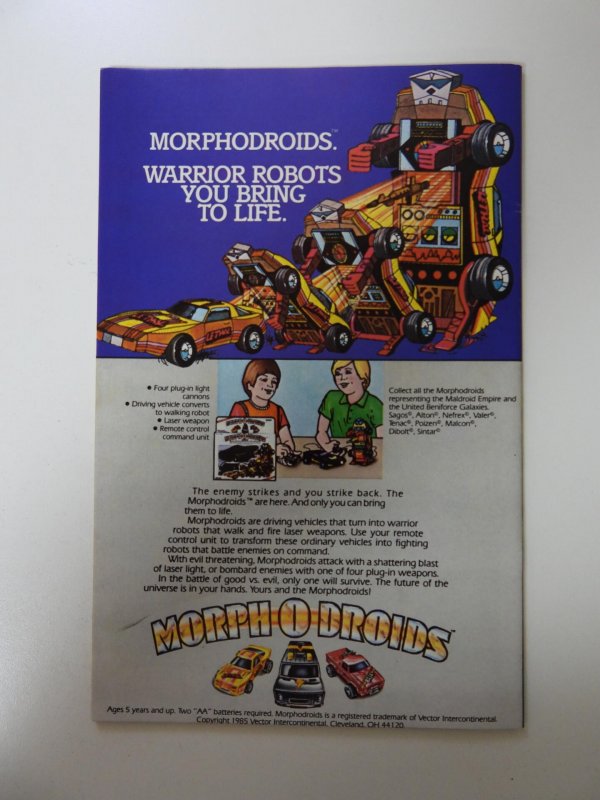 MORPHODROIDS.™
WARRIOR ROBOTS
YOU BRING
TO LIFE.
• Four plug-in light
cannons
• Driving vehicle converts
to walking robot
• Laser weapon
• Remote control
command unit
Collect all the Morphodroids
representing the Maldroid Empire and
the United Beniforce Galaxies.
Sagos®, Alton®, Nefrex®, Valer®,
Tenac®, Poizen®, Malcon®,
Dibolt®, Sintar®
The enemy strikes and you strike back. The
Morphodroids™ are here. And only you can bring
them to life.
Morphodroids are driving vehicles that turn into warrior
robots that walk and fire laser weapons. Use your remote
control unit to transform these ordinary vehicles into fighting
robots that battle enemies on command.
With evil threatening, Morphodroids attack with a shattering blast
of laser light, or bombard enemies with one of four plug-in weapons.
In the battle of good vs. evil, only one will survive. The future of the
universe is in your hands. Yours and the Morphodroids!
MORPH-O-DROIDS™
Ages 5 years and up. Two "AA" batteries required. Morphodroids is a registered trademark of Vector Intercontinental.
Copyright 1985 Vector Intercontinental, Cleveland, OH 44120.